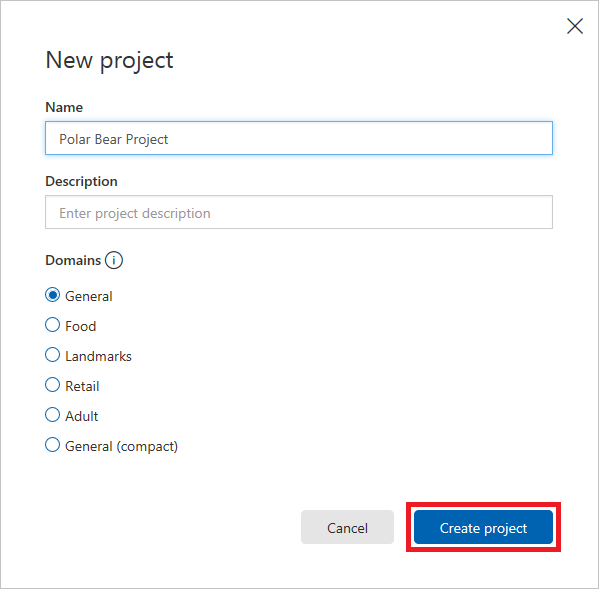 New project
Name
Polar Bear Project
Description
Enter project description
Domains
General
Food
Landmarks
Retail
Adult
General (compact)
Cancel
Create project